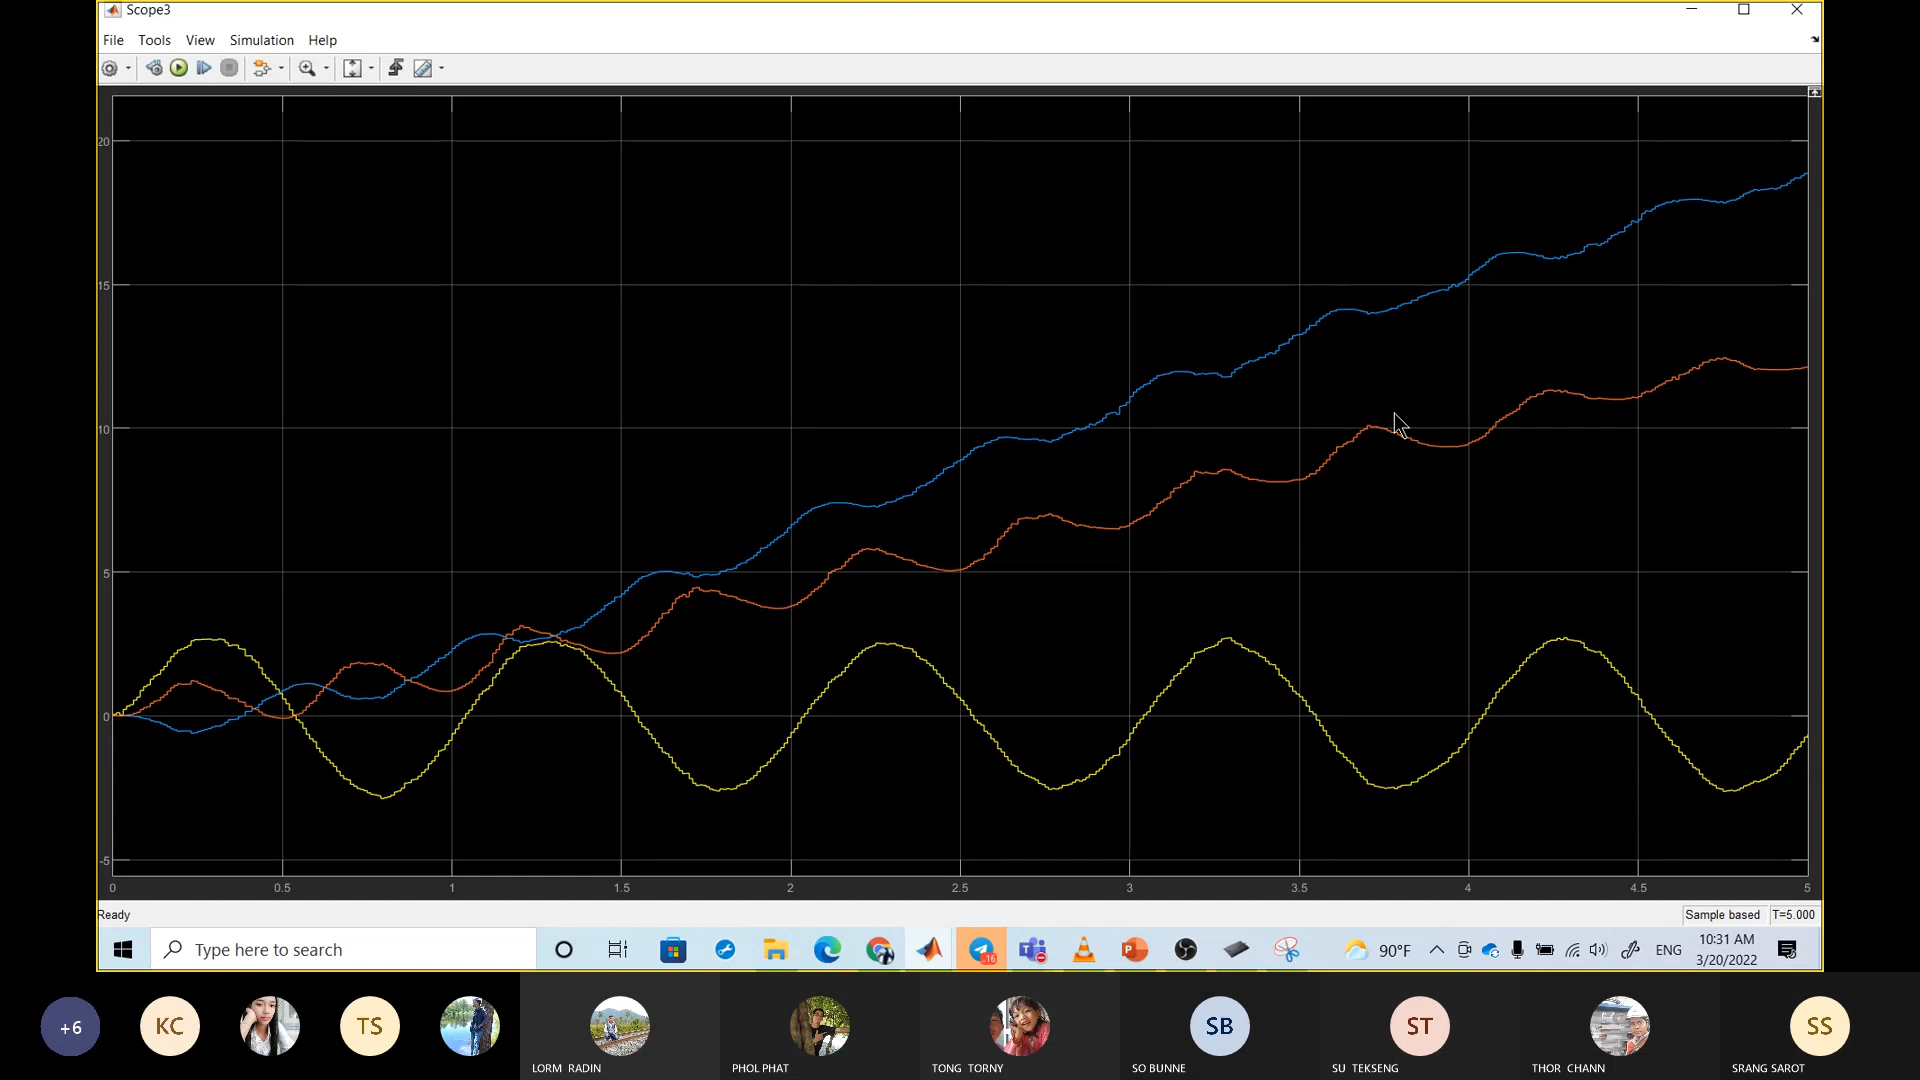 Scope3
File Tools View Simulation Help
20
15
10
5
0
-5
0 0.5 1 1.5 2 2.5 3 3.5 4 4.5 5
Ready
Sample based T=5.000
Type here to search
16
90°F
ENG
10:31 AM
3/20/2022
+6
KC
TS
SB
ST
SS
LORM RADIN
PHOL PHAT
TONG TORNY
SO BUNNE
SU TEKSENG
THOR CHANN
SRANG SAROT